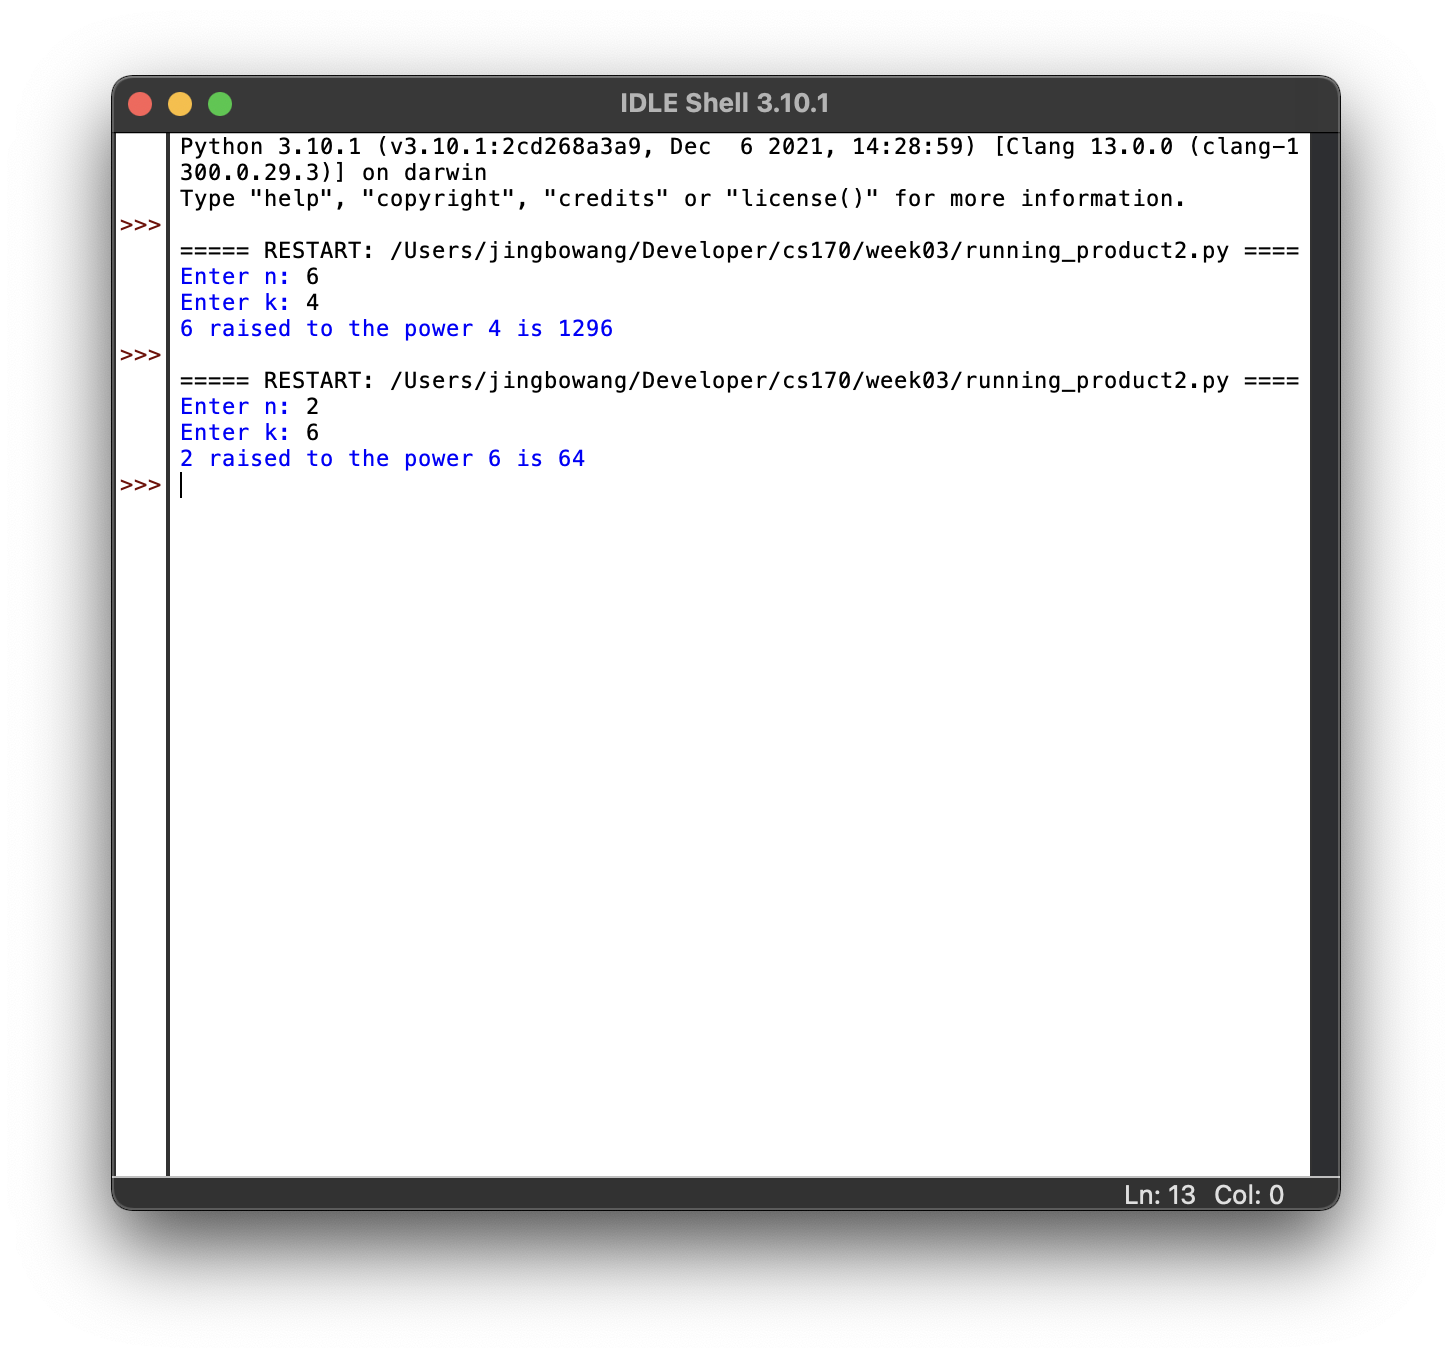 IDLE Shell 3.10.1
Python 3.10.1 (v3.10.1:2cd268a3a9, Dec  6 2021, 14:28:59) [Clang 13.0.0 (clang-1
300.0.29.3)] on darwin
Type "help", "copyright", "credits" or "license()" for more information.
>>>
===== RESTART: /Users/jingbowang/Developer/cs170/week03/running_product2.py ====
Enter n: 6
Enter k: 4
6 raised to the power 4 is 1296
>>>
===== RESTART: /Users/jingbowang/Developer/cs170/week03/running_product2.py ====
Enter n: 2
Enter k: 6
2 raised to the power 6 is 64
>>>
Ln: 13  Col: 0